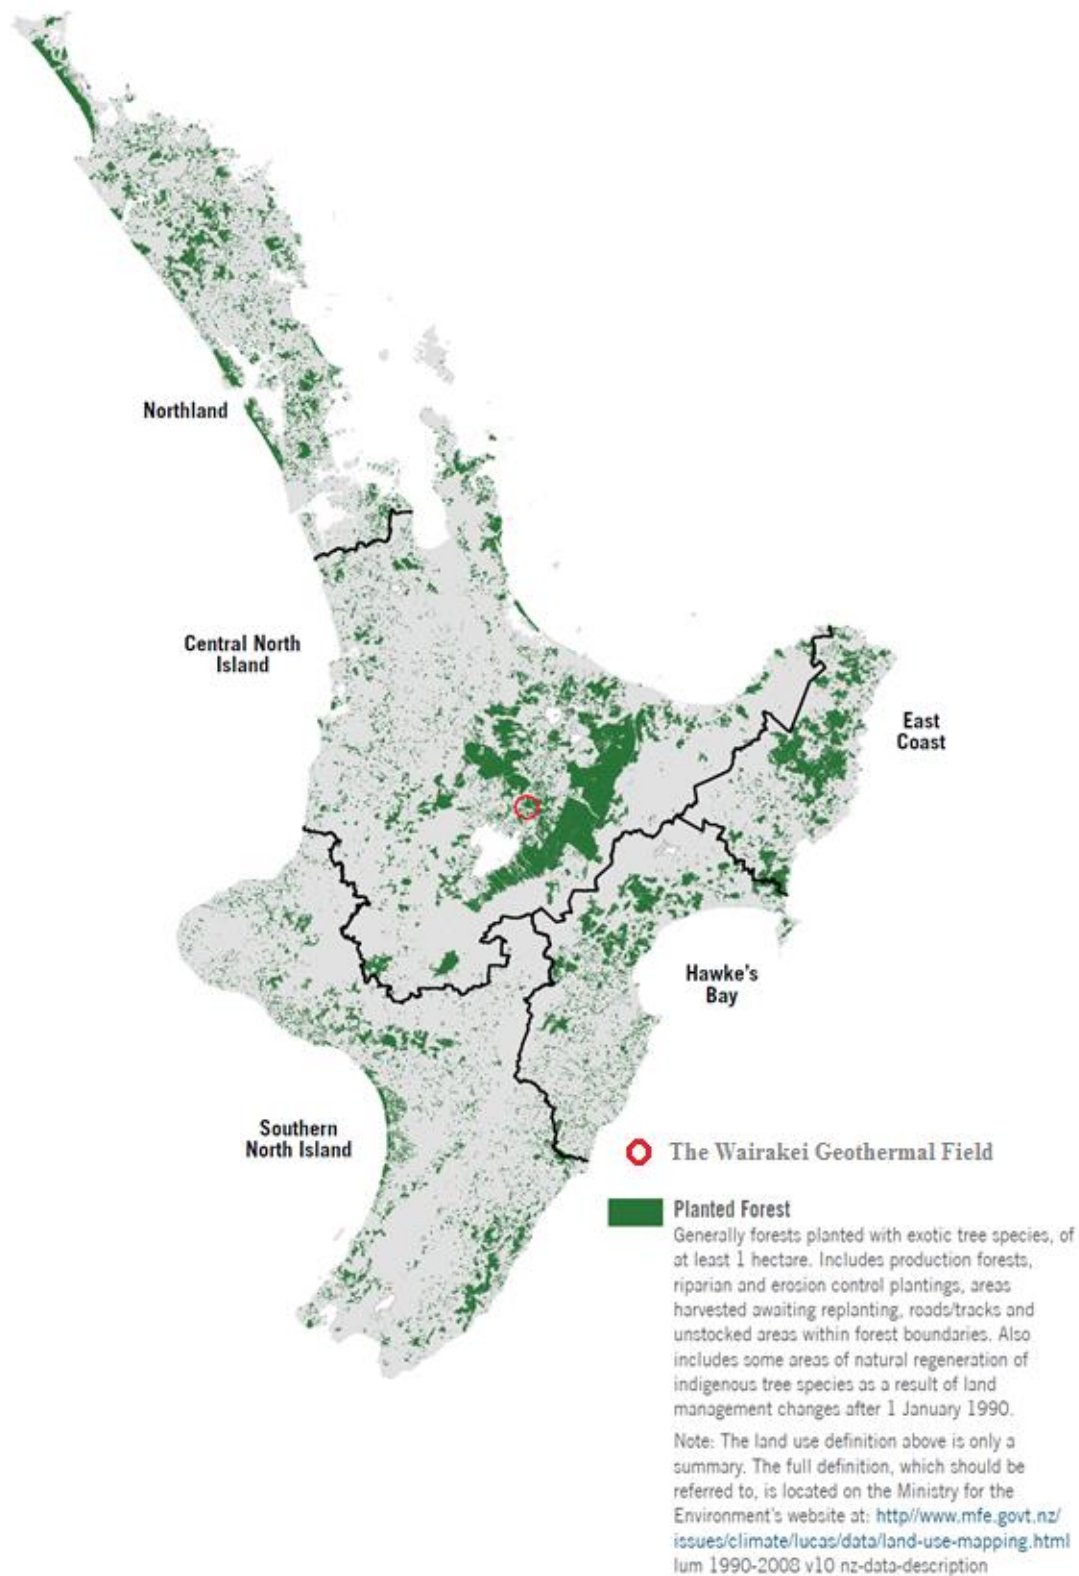 Northland
Central North
Island
East
Coast
Hawke's
Bay
Southern
North Island
The Wairakei Geothermal Field
Planted Forest
Generally forests planted with exotic tree species, of
at least 1 hectare. Includes production forests,
riparian and erosion control plantings, areas
harvested awaiting replanting, roads/tracks and
unstocked areas within forest boundaries. Also
includes some areas of natural regeneration of
indigenous tree species as a result of land
management changes after 1 January 1990.
Note: The land use definition above is only a
summary. The full definition, which should be
referred to, is located on the Ministry for the
Environment's website at: http//www.mfe.govt.nz/
issues/climate/lucas/data/land-use-mapping.html
lum 1990-2008 v10 nz-data-description